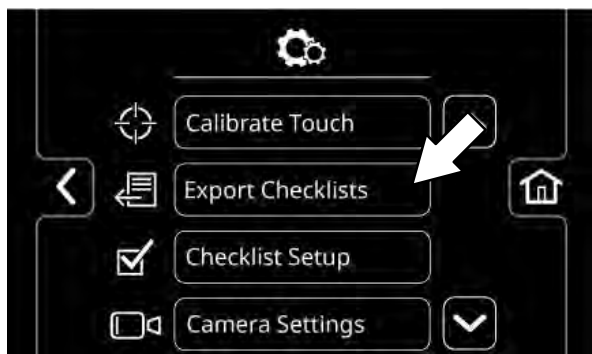 Calibrate Touch
Export Checklists
Checklist Setup
Camera Settings